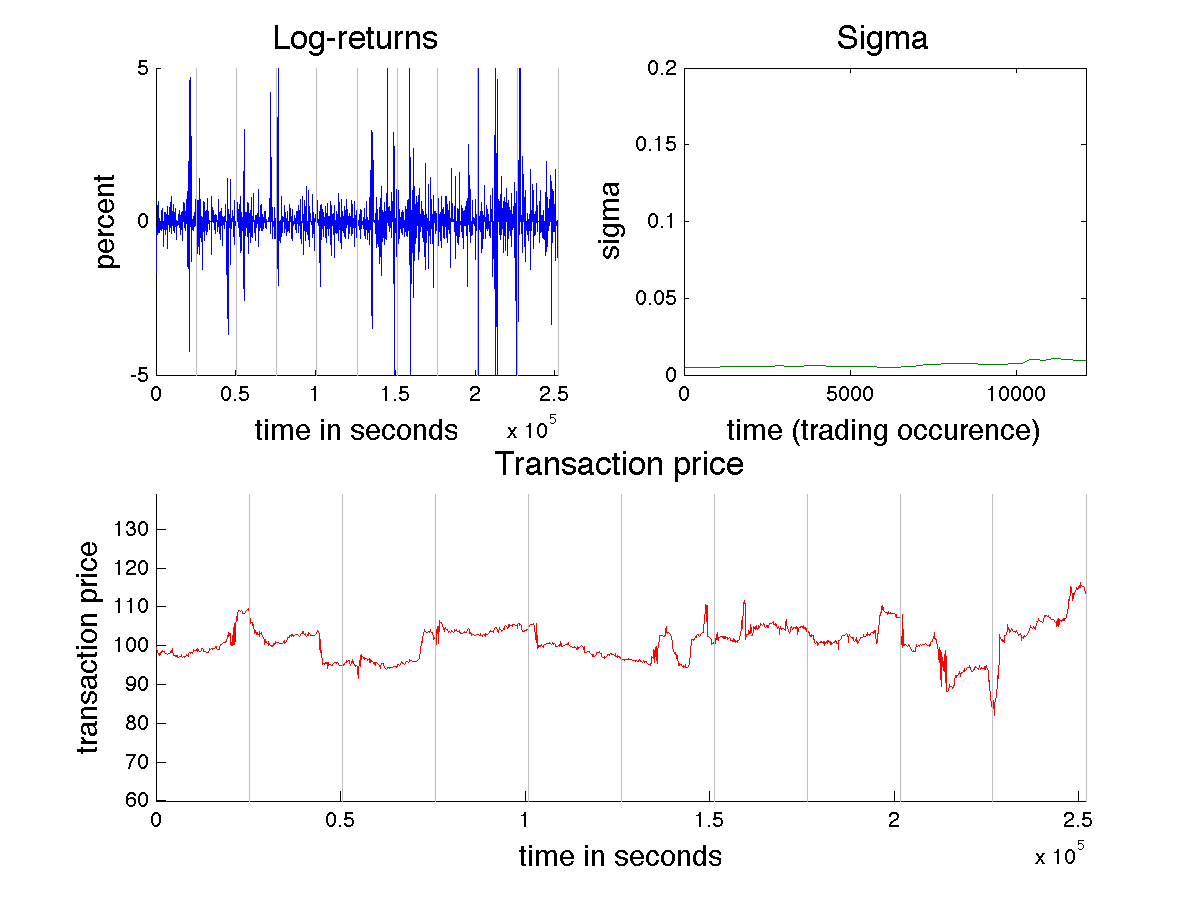 Log-returns
5
0
-5
percent
0
0.5
1
1.5
2
2.5
time in seconds
x 10^5
Sigma
0.2
0.15
0.1
0.05
0
sigma
0
5000
10000
time (trading occurence)
Transaction price
130
120
110
100
90
80
70
60
transaction price
0
0.5
1
1.5
2
2.5
time in seconds
x 10^5